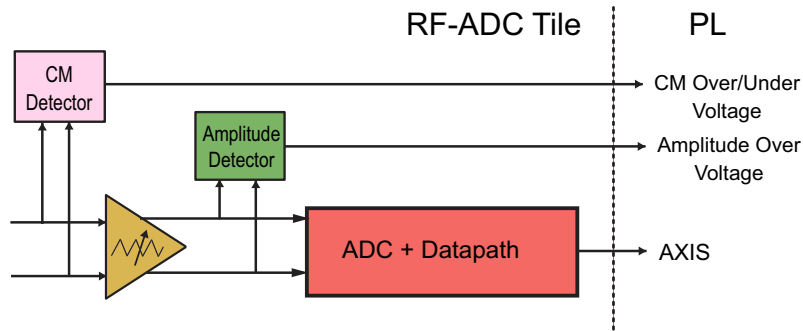 RF-ADC Tile
PL
CM
Detector
CM Over/Under
Voltage
Amplitude
Detector
Amplitude Over
Voltage
ADC + Datapath
AXIS